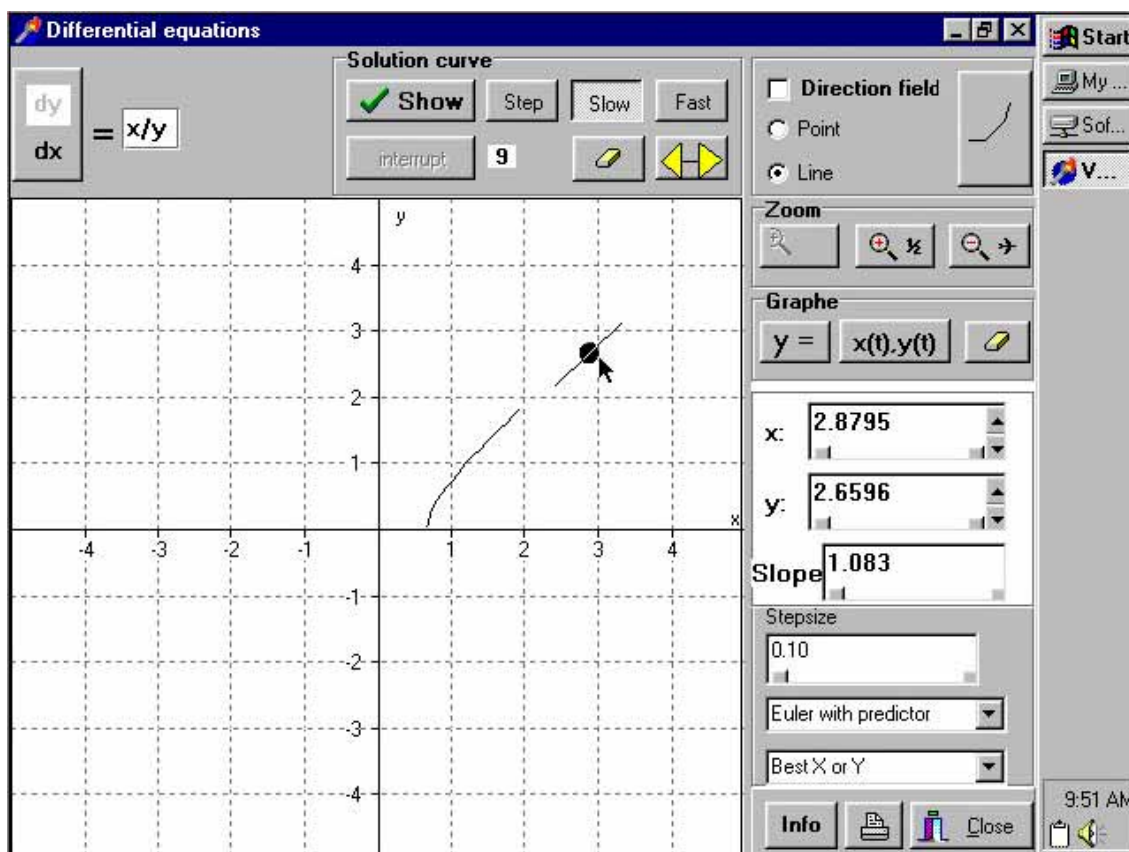 Differential equations
Start
My ...
Sof...
V...
dy
dx
= x/y
Solution curve
Show
Step
Slow
Fast
interrupt
9
Direction field
Point
Line
Zoom
½
Graphe
y =
x(t),y(t)
x: 2.8795
y: 2.6596
Slope 1.083
Stepsize
0.10
Euler with predictor
Best X or Y
Info
Close
9:51 AM
y
4
3
2
1
x
-4 -3 -2 -1 1 2 3 4
-1
-2
-3
-4